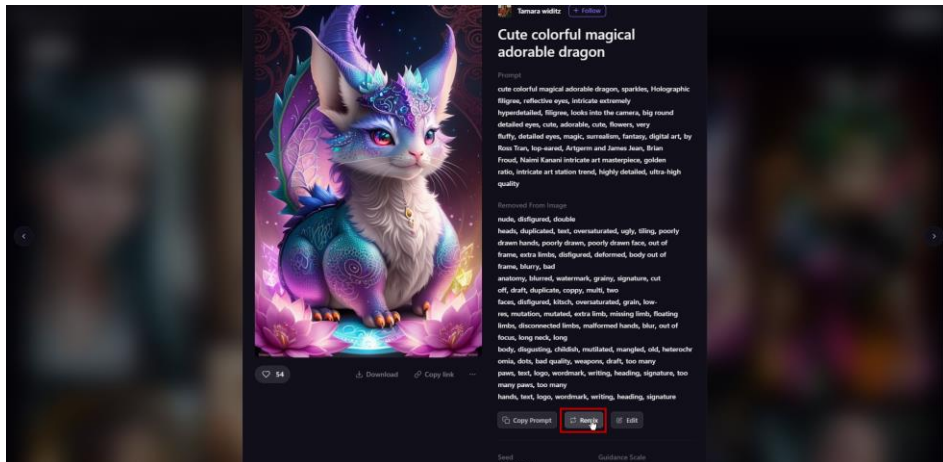 Tamara widitz
+ Follow
Cute colorful magical
adorable dragon
Prompt
cute colorful magical adorable dragon, sparkles, Holographic
filigree, reflective eyes, intricate extremely
hyperdetailed, filigree, looks into the camera, big round
detailed eyes, cute, adorable, cute, flowers, very
fluffy, detailed eyes, magic, surrealism, fantasy, digital art, by
Ross Tran, lop-eared, Artgerm and James Jean, Brian
Froud, Naimi Kanani intricate art masterpiece, golden
ratio, intricate art station trend, highly detailed, ultra-high
quality
Removed From Image
nude, disfigured, double
heads, duplicated, text, oversaturated, ugly, tiling, poorly
drawn hands, poorly drawn, poorly drawn face, out of
frame, extra limbs, disfigured, deformed, body out of
frame, blurry, bad
anatomy, blurred, watermark, grainy, signature, cut
off, draft, duplicate, coppy, multi, two
faces, disfigured, kitsch, oversaturated, grain, low-
res, mutation, mutated, extra limb, missing limb, floating
limbs, disconnected limbs, malformed hands, blur, out of
focus, long neck, long
body, disgusting, childish, mutilated, mangled, old, heterochr
omia, dots, bad quality, weapons, draft, too many
paws, text, logo, wordmark, writing, heading, signature, too
many paws, too many
hands, text, logo, wordmark, writing, heading, signature
54
Download
Copy link
Copy Prompt
Remix
Edit
Seed
Guidance Scale